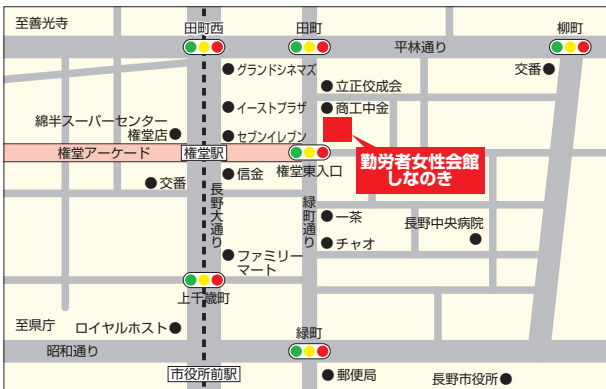 至善光寺
田町西
田町
柳町
平林通り
グランドシネマズ
交番
立正佼成会
イーストプラザ
商工中金
綿半スーパーセンター
権堂店
セブンイレブン
権堂アーケード
権堂駅
権堂東入口
勤労者女性会館
しなのき
信金
交番
長野大通り
緑町通り
一茶
長野中央病院
チャオ
ファミリー
マート
上千歳町
至県庁
ロイヤルホスト
緑町
昭和通り
市役所前駅
郵便局
長野市役所